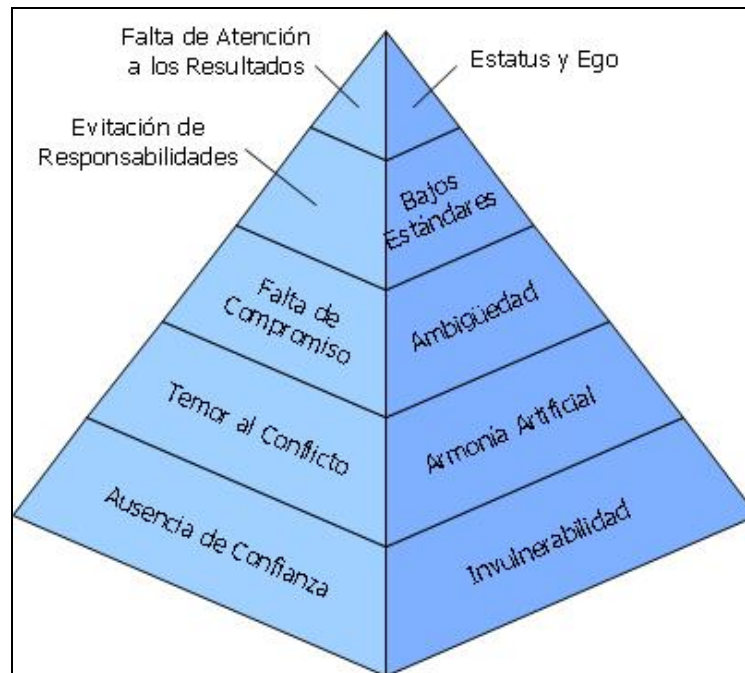 Falta de Atención
a los Resultados
Estatus y Ego
Evitación de
Responsabilidades
Bajos
Estándares
Falta de
Compromiso
Ambigüedad
Temor al Conflicto
Armonía Artificial
Ausencia de Confianza
Invulnerabilidad